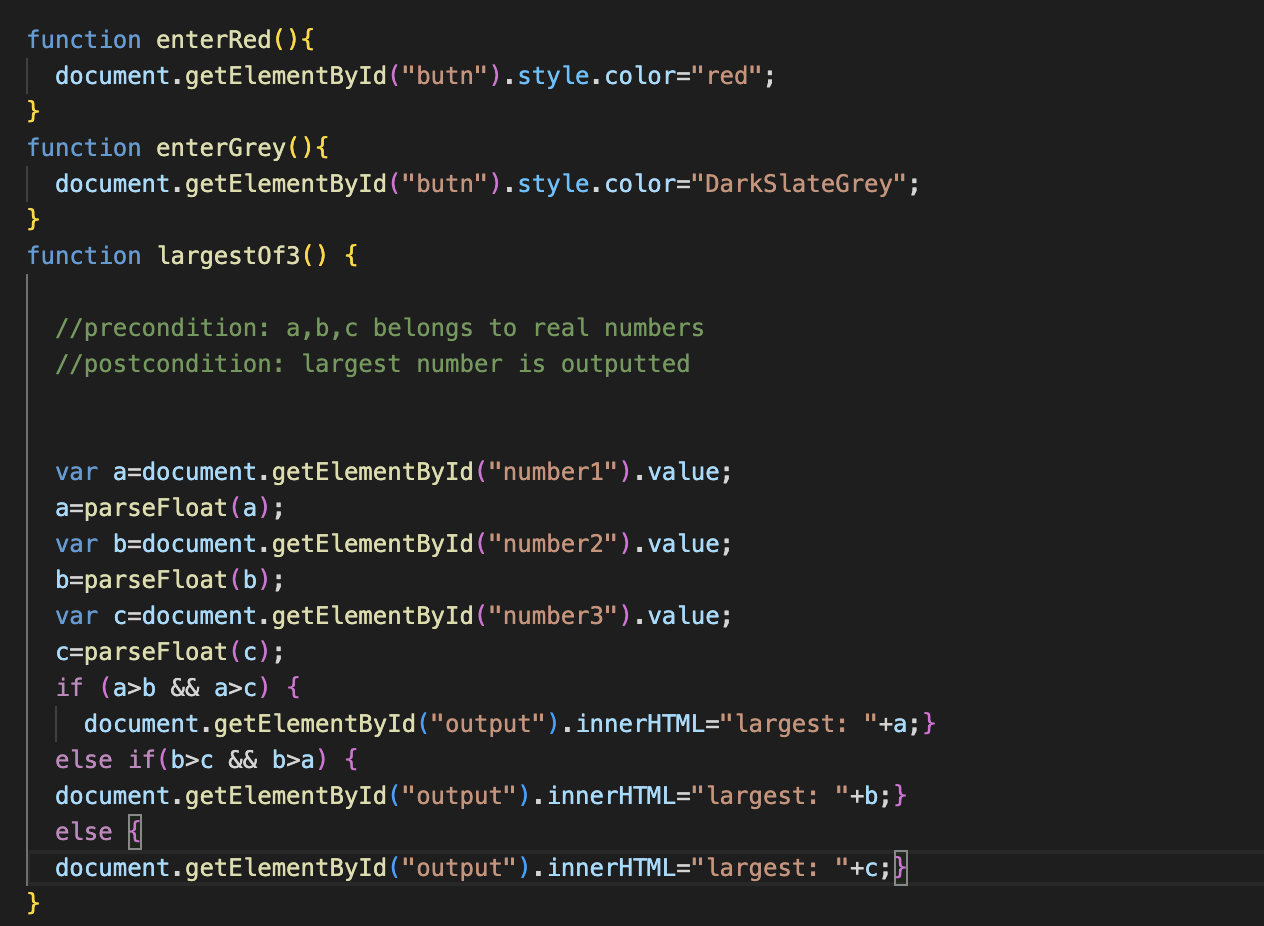 function enterRed(){
  document.getElementById("butn").style.color="red";
}
function enterGrey(){
  document.getElementById("butn").style.color="DarkSlateGrey";
}
function largestOf3() {
  //precondition: a,b,c belongs to real numbers
  //postcondition: largest number is outputted
  var a=document.getElementById("number1").value;
  a=parseFloat(a);
  var b=document.getElementById("number2").value;
  b=parseFloat(b);
  var c=document.getElementById("number3").value;
  c=parseFloat(c);
  if (a>b && a>c) {
    document.getElementById("output").innerHTML="largest: "+a;}
  else if(b>c && b>a) {
  document.getElementById("output").innerHTML="largest: "+b;}
  else {
  document.getElementById("output").innerHTML="largest: "+c;}
}